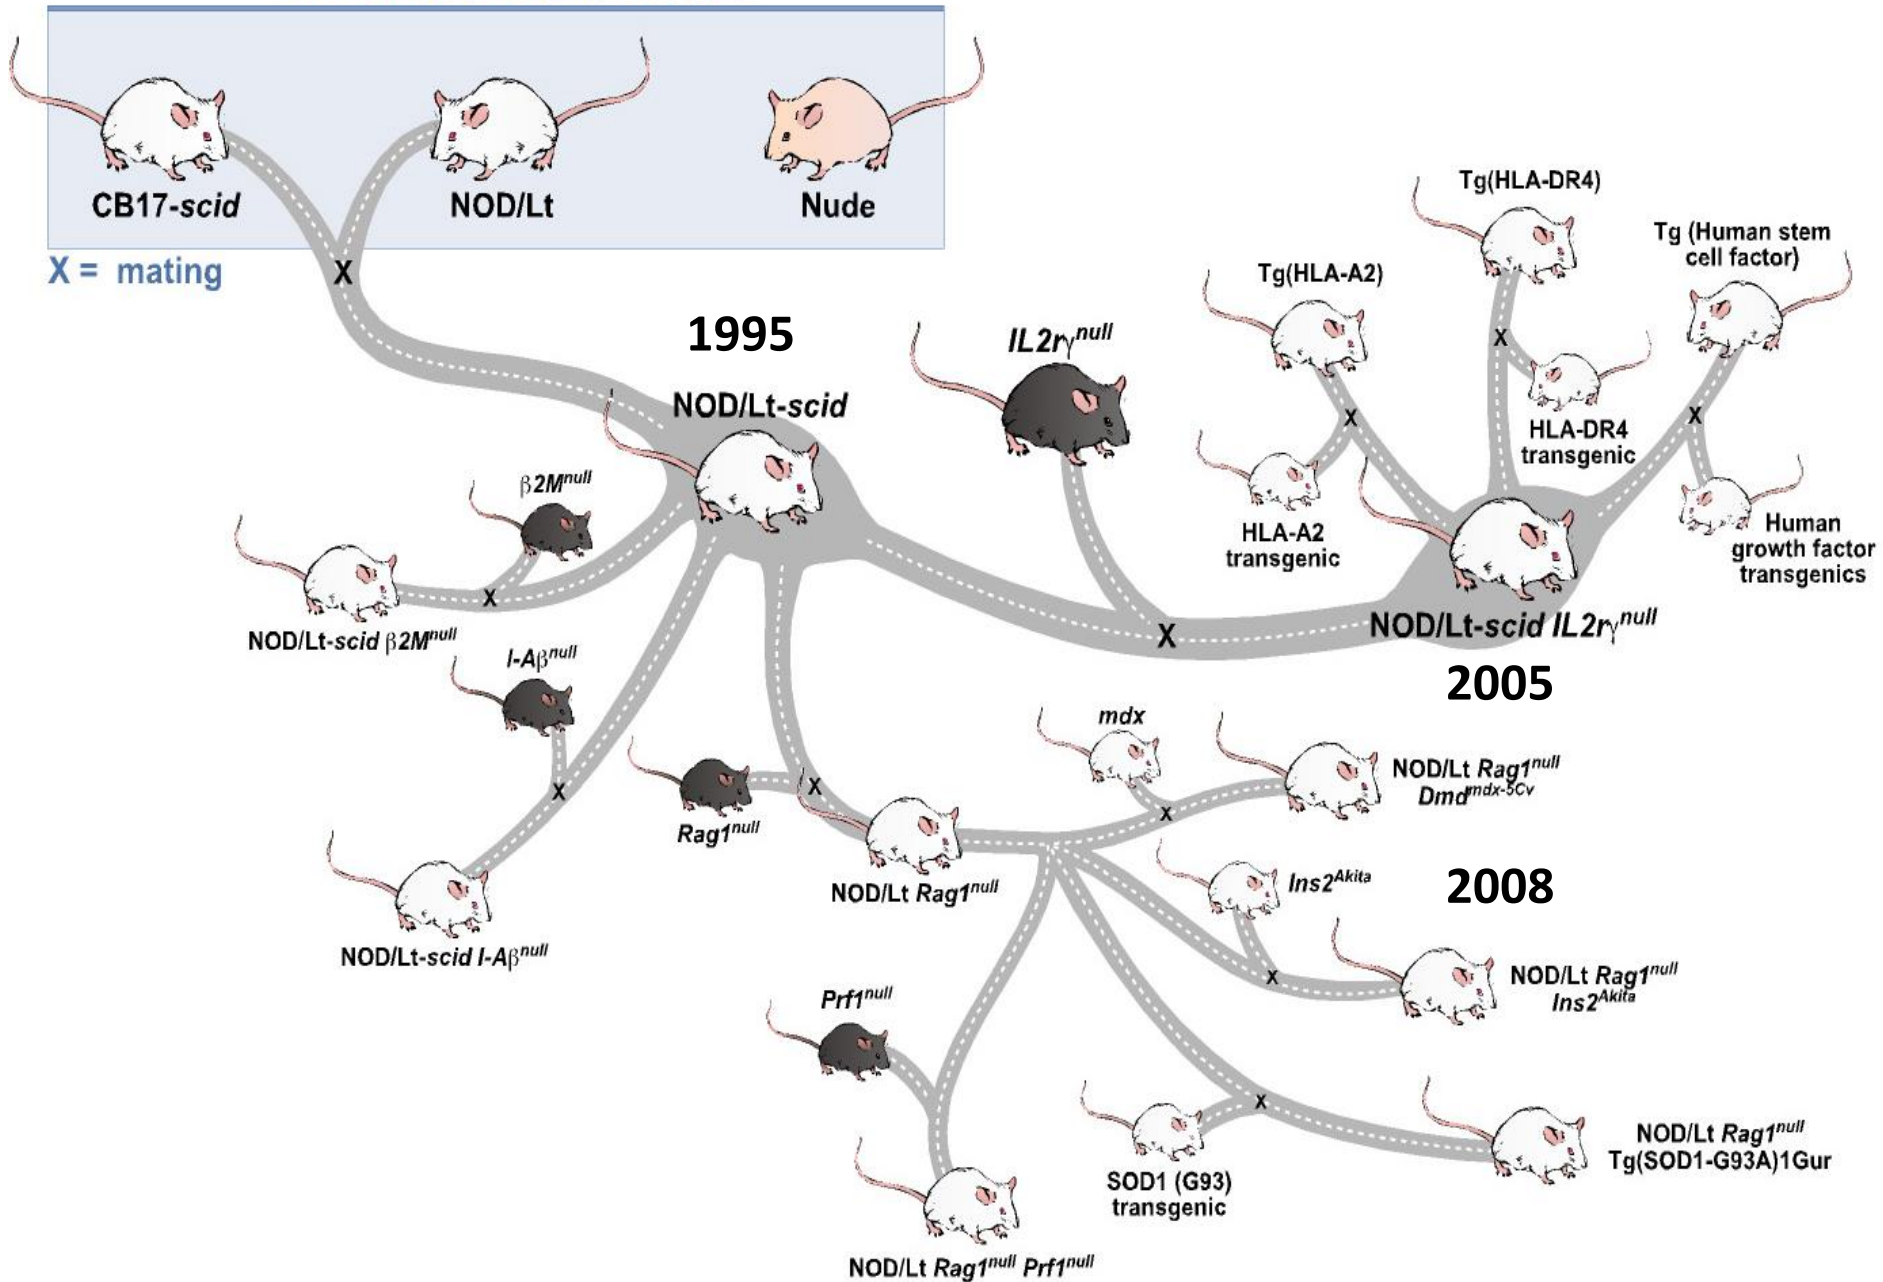 CB17-scid
NOD/Lt
Nude
X = mating
X
1995
NOD/Lt-scid
IL2rγnull
Tg(HLA-A2)
Tg(HLA-DR4)
Tg (Human stem
cell factor)
X
X
X
HLA-A2
transgenic
HLA-DR4
transgenic
Human
growth factor
transgenics
β2Mnull
X
NOD/Lt-scid β2Mnull
X
NOD/Lt-scid IL2rγnull
2005
I-Aβnull
X
NOD/Lt-scid I-Aβnull
Rag1null
X
NOD/Lt Rag1null
mdx
X
NOD/Lt Rag1null
Dmdmdx-5Cv
2008
Ins2Akita
X
NOD/Lt Rag1null
Ins2Akita
Prf1null
NOD/Lt Rag1null Prf1null
X
SOD1 (G93)
transgenic
NOD/Lt Rag1null
Tg(SOD1-G93A)1Gur